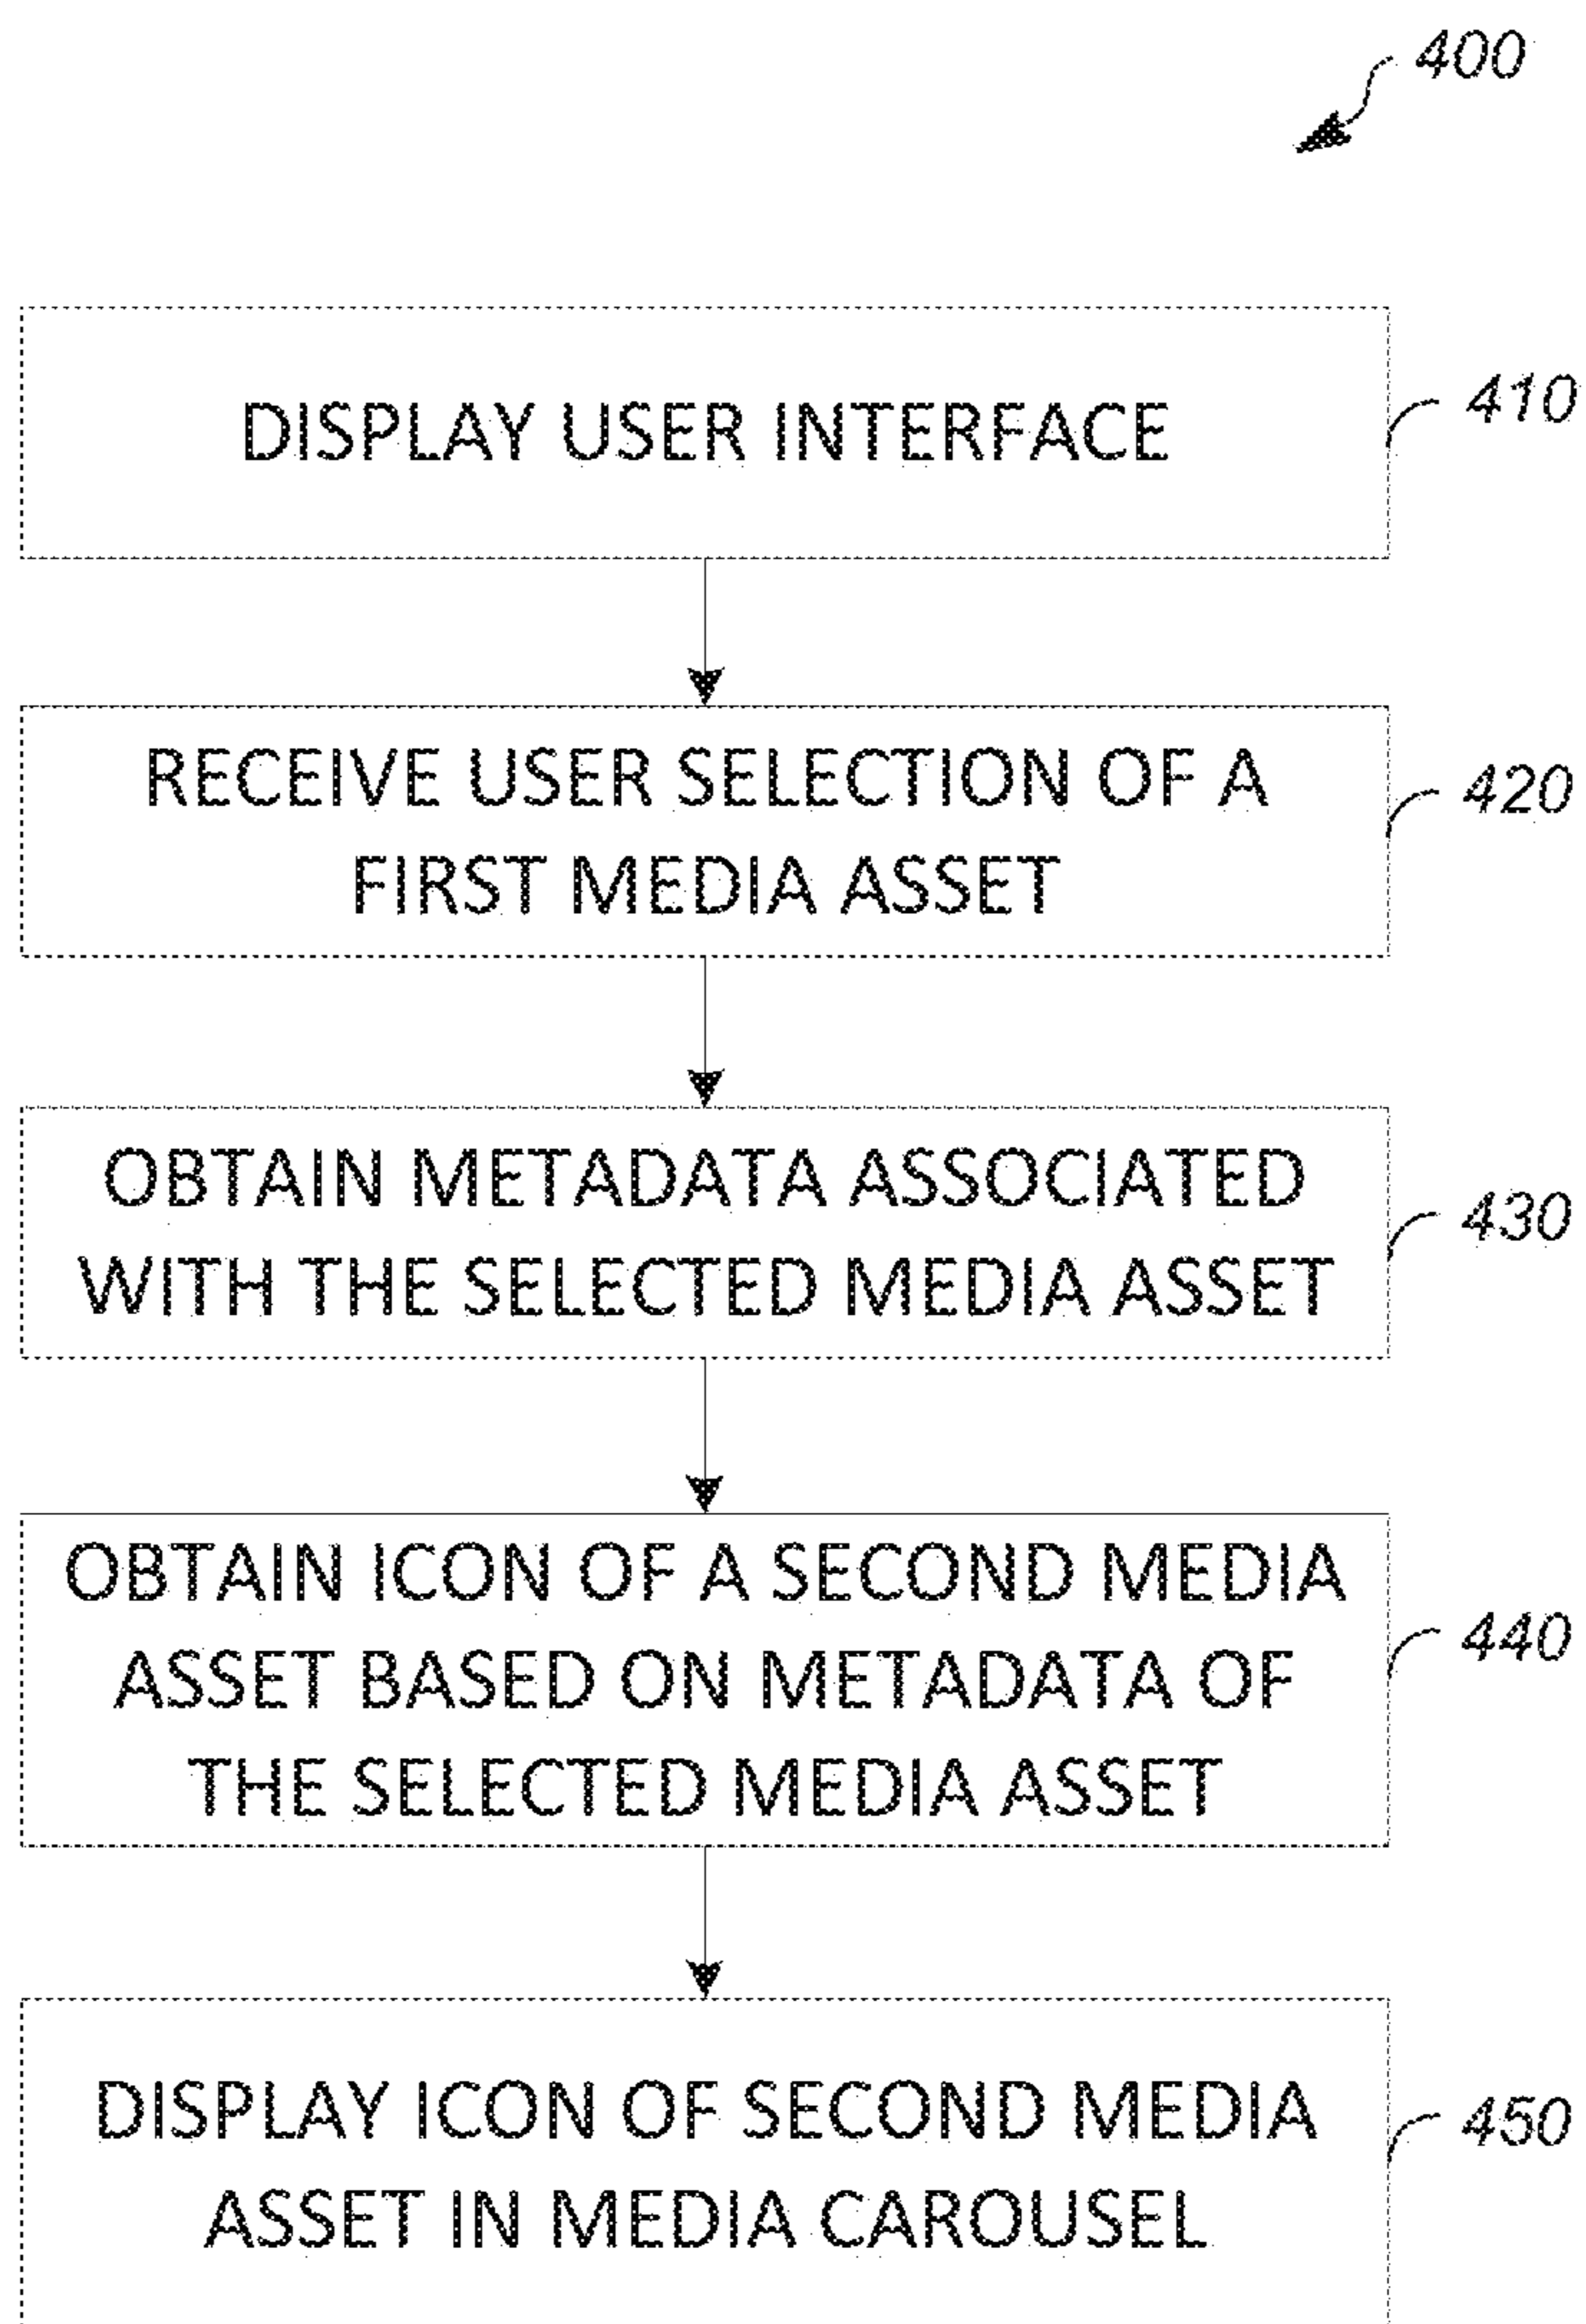 400
DISPLAY USER INTERFACE
410
RECEIVE USER SELECTION OF A
FIRST MEDIA ASSET
420
OBTAIN METADATA ASSOCIATED
WITH THE SELECTED MEDIA ASSET
430
OBTAIN ICON OF A SECOND MEDIA
ASSET BASED ON METADATA OF
THE SELECTED MEDIA ASSET
440
DISPLAY ICON OF SECOND MEDIA
ASSET IN MEDIA CAROUSEL
450